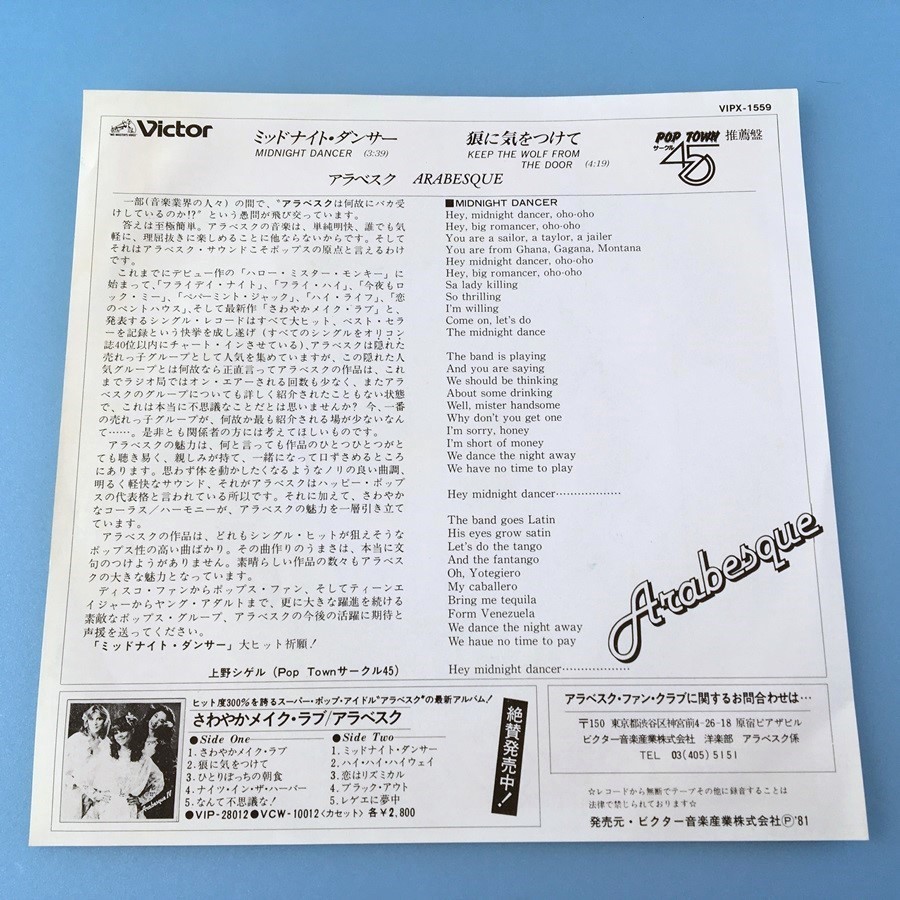 VIPX-1559
Victor
ミッドナイト・ダンサー
MIDNIGHT DANCER (3:39)
狼に気をつけて
KEEP THE WOLF FROM
THE DOOR (4:19)
POP TOWN 推薦盤
サークル
45
アラベスク ARABESQUE
一部(音楽業界の人々)の間で、"アラベスクは何故にバカ受
けしているのか!?"という愚問が飛び交っています。
答えは至極簡単。アラベスクの音楽は、単純明快、誰でも気
軽に、理屈抜きに楽しめることに他ならないからです。そして
それはアラベスク・サウンドこそポップスの原点と言えるわけ
です。
これまでにデビュー作の「ハロー・ミスター・モンキー」に
始まって、「フライデイ・ナイト」、「フライ・ハイ」、「今夜もロ
ック・ミー」、「ペパーミント・ジャック」、「ハイ・ライフ」、「恋
のペントハウス」、そして最新作「さわやかメイク・ラブ」と、
発表するシングル・レコードはすべて大ヒット、ベスト・セラ
ーを記録という快挙を成し遂げ(すべてのシングルをオリコン
誌40位以内にチャート・インさせている)、アラベスクは隠れた
売れっ子グループとして人気を集めていますが、この隠れた人
気グループとは何故なら正直言ってアラベスクの作品は、これ
までラジオ局ではオン・エアーされる回数も少なく、またアラ
ベスクのグループについても詳しく紹介されたこともない状態
で、これは本当に不思議なことだとは思いませんか?今、一番
の売れっ子グループが、何故か最も紹介される場が少ないなん
て……。是非とも関係者の方には考えてほしいものです。
アラベスクの魅力は、何と言っても作品のひとつひとつがと
ても聴き易く、親しみが持て、一緒になって口ずさめるところ
にあります。思わず体を動かしたくなるようなノリの良い曲調、
明るく軽快なサウンド、それがアラベスクはハッピー・ポップ
スの代表格と言われている所以です。それに加えて、さわやか
なコーラス/ハーモニーが、アラベスクの魅力を一層引き立て
ています。
アラベスクの作品は、どれもシングル・ヒットが狙えそうな
ポップス性の高い曲ばかり。その曲作りのうまさは、本当に文
句のつけようがありません。素晴らしい作品の数々もアラベス
クの大きな魅力となっています。
ディスコ・ファンからポップス・ファン、そしてティーンエ
イジャーからヤング・アダルトまで、更に大きな躍進を続ける
素敵なポップス・グループ、アラベスクの今後の活躍に期待と
声援を送ってください。
「ミッドナイト・ダンサー」大ヒット祈願!
上野シゲル(Pop Townサークル45)
■MIDNIGHT DANCER
Hey, midnight dancer, oho-oho
Hey, big romancer, oho-oho
You are a sailor, a taylor, a jailer
You are from Ghana, Gagana, Montana
Hey midnight dancer, oho-oho
Hey, big romancer, oho-oho
Sa lady killing
So thrilling
I'm willing
Come on, let's do
The midnight dance
The band is playing
And you are saying
We should be thinking
About some drinking
Well, mister handsome
Why don't you get one
I'm sorry, honey
I'm short of money
We dance the night away
We have no time to play
Hey midnight dancer…………………
The band goes Latin
His eyes grow satin
Let's do the tango
And the fantango
Oh, Yotegiero
My caballero
Bring me tequila
Form Venezuela
We dance the night away
We haue no time to pay
Hey midnight dancer…………………
Arabesque
ヒット度300%を誇るスーパー・ポップ・アイドル"アラベスク"の最新アルバム!
さわやかメイク・ラブ/アラベスク
●Side One
1.さわやかメイク・ラブ
2.狼に気をつけて
3.ひとりぼっちの朝食
4.ナイツ・イン・ザ・ハーバー
5.なんて不思議な!
●Side Two
1.ミッドナイト・ダンサー
2.ハイ・ハイ・ハイウェイ
3.恋はリズミカル
4.ブラック・アウト
5.レゲエに夢中
●VIP-28012●VCW-10012〈カセット〉各¥2,800
Arabesque IV
絶賛発売中!
アラベスク・ファン・クラブに関するお問合わせは…
〒150 東京都渋谷区神宮前4-26-18 原宿ピアザビル
ビクター音楽産業株式会社 洋楽部 アラベスク係
TEL 03(405)5151
☆レコードから無断でテープその他に録音することは
法律で禁じられております☆
発売元・ビクター音楽産業株式会社Ⓟ'81